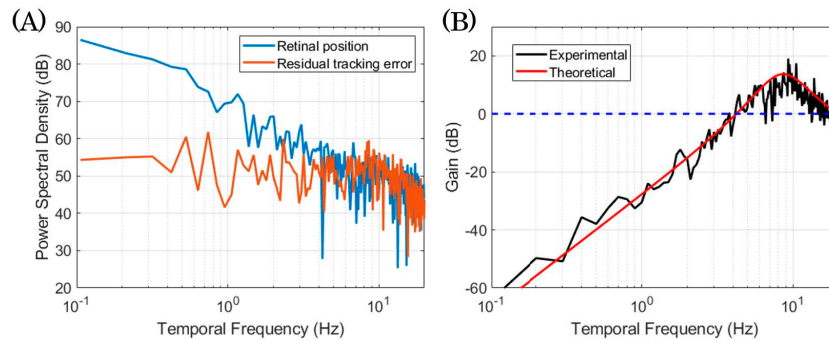 (A)
90
80
70
60
50
40
30
20
Power Spectral Density (dB)
Retinal position
Residual tracking error
10-1
100
101
Temporal Frequency (Hz)
(B)
20
0
-20
-40
-60
Gain (dB)
Experimental
Theoretical
10-1
100
101
Temporal Frequency (Hz)